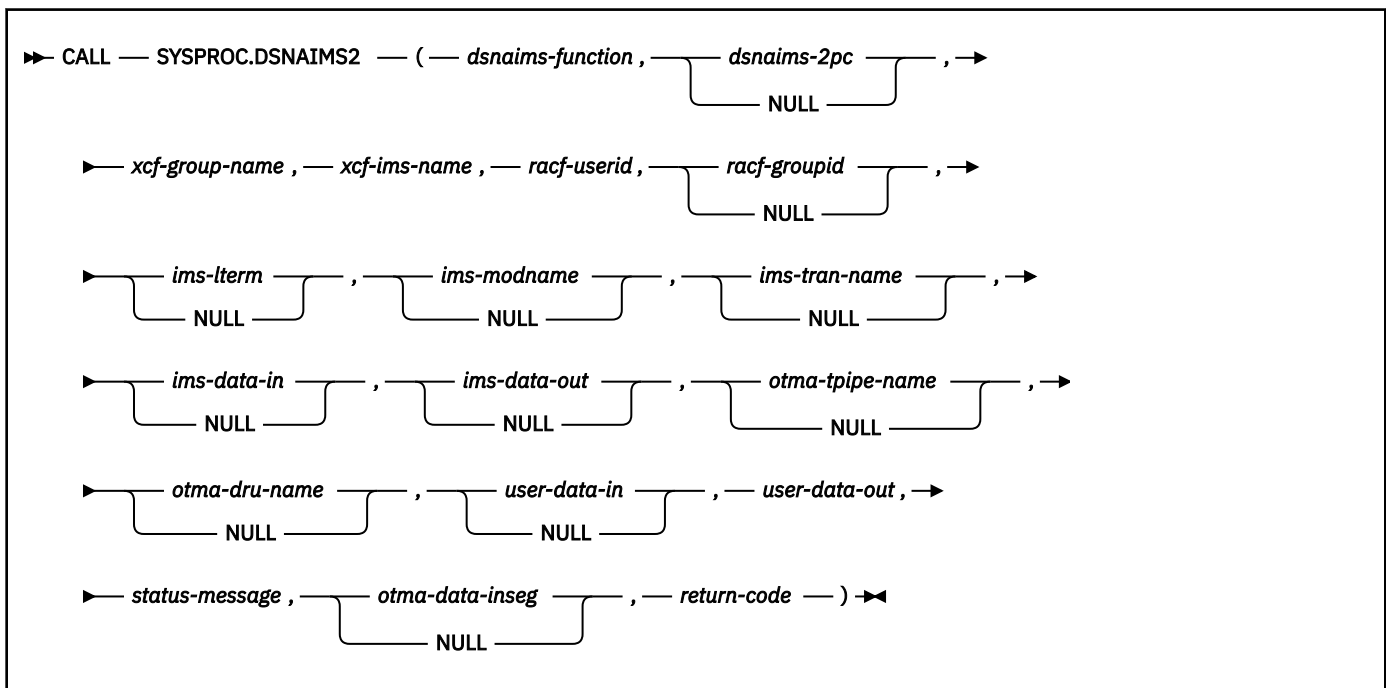 CALL SYSPROC.DSNAIMS2 ( dsnaims-function , dsnaims-2pc ,
NULL
xcf-group-name , xcf-ims-name , racf-userid , racf-groupid ,
NULL
ims-lterm , ims-modname , ims-tran-name ,
NULL NULL NULL
ims-data-in , ims-data-out , otma-tpipe-name ,
NULL NULL NULL
otma-dru-name , user-data-in , user-data-out ,
NULL NULL
status-message , otma-data-inseg , return-code )
NULL